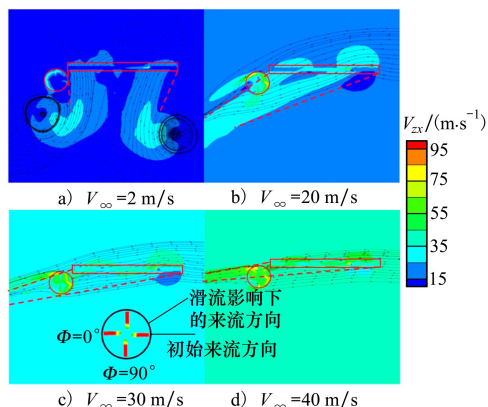 a） V∞ =2 m/s
b） V∞ =20 m/s
Vzx/(m·s⁻¹)
95
75
55
35
15
滑流影响下
的来流方向
初始来流方向
Φ=0°
Φ=90°
c） V∞ =30 m/s
d） V∞ =40 m/s